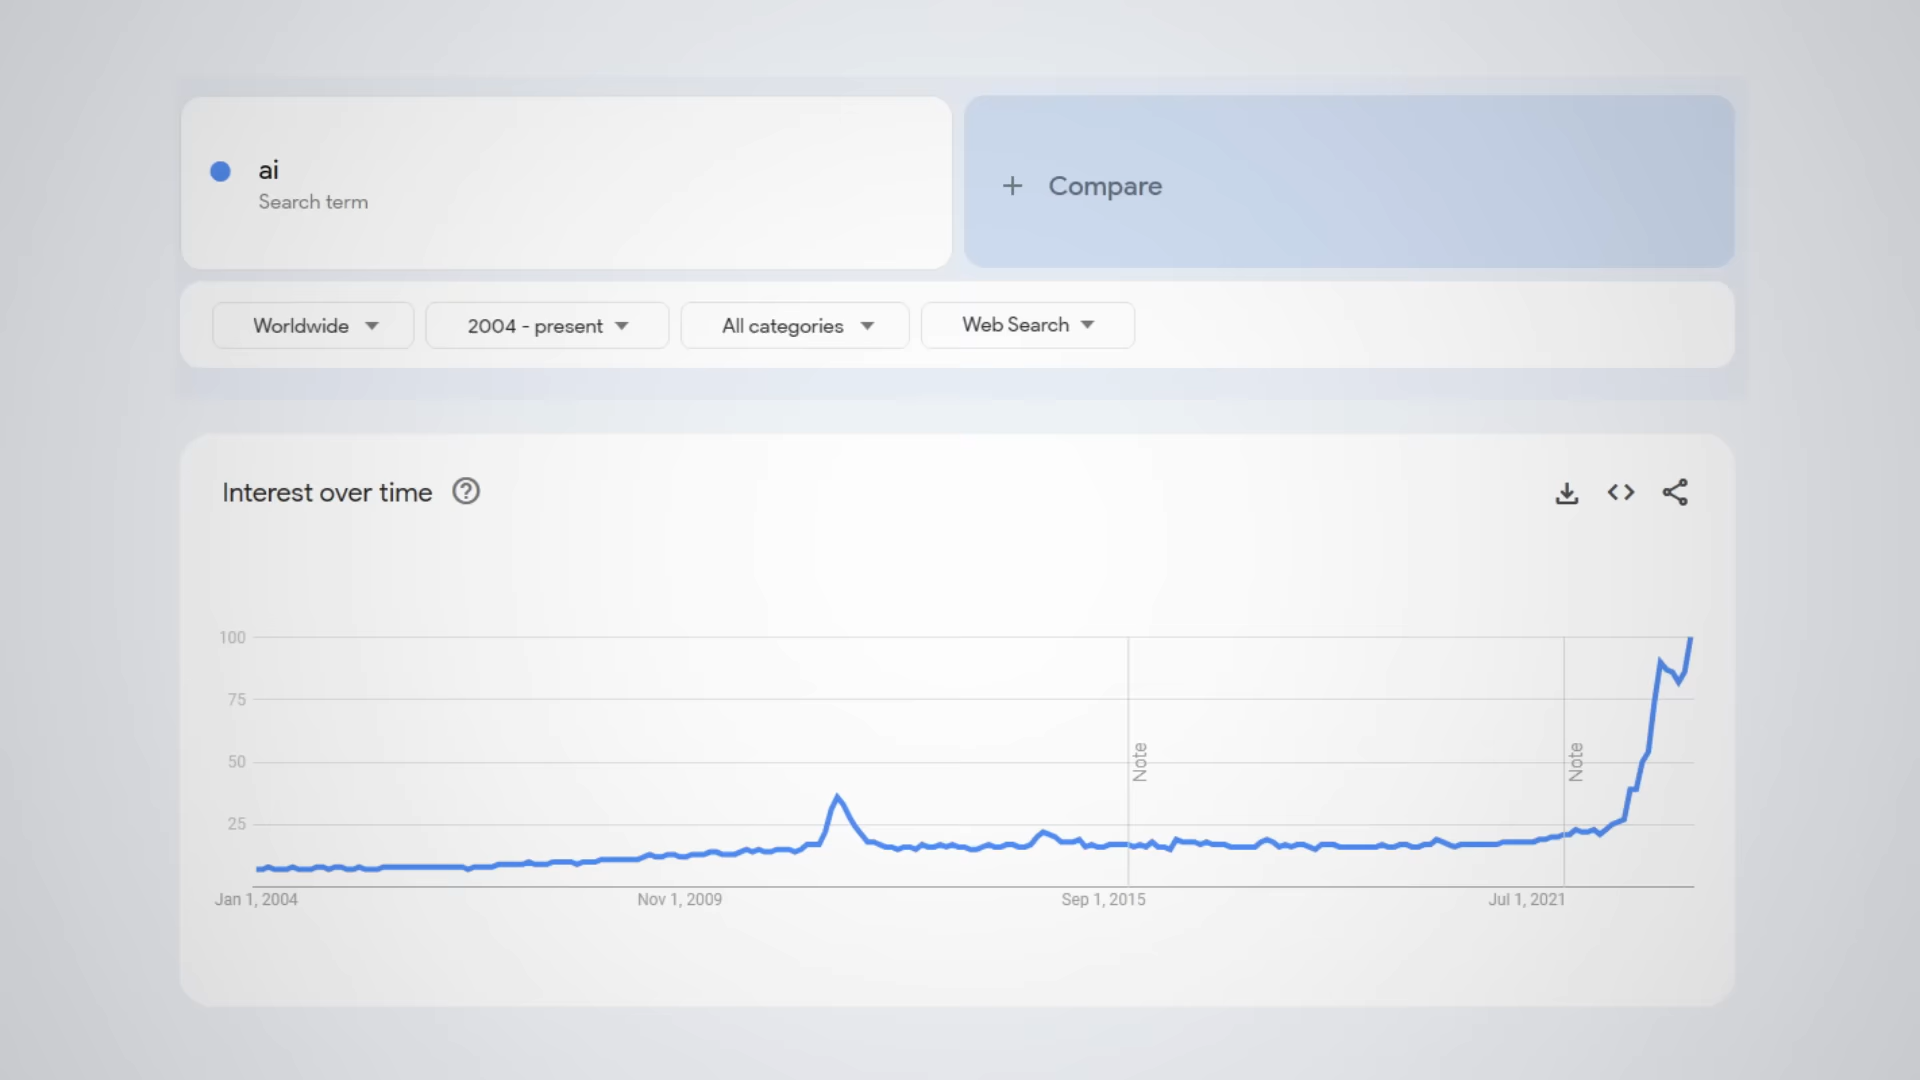 ai
Search term
+ Compare
Worldwide
2004 - present
All categories
Web Search
Interest over time
100
75
50
25
Note
Note
Jan 1, 2004
Nov 1, 2009
Sep 1, 2015
Jul 1, 2021